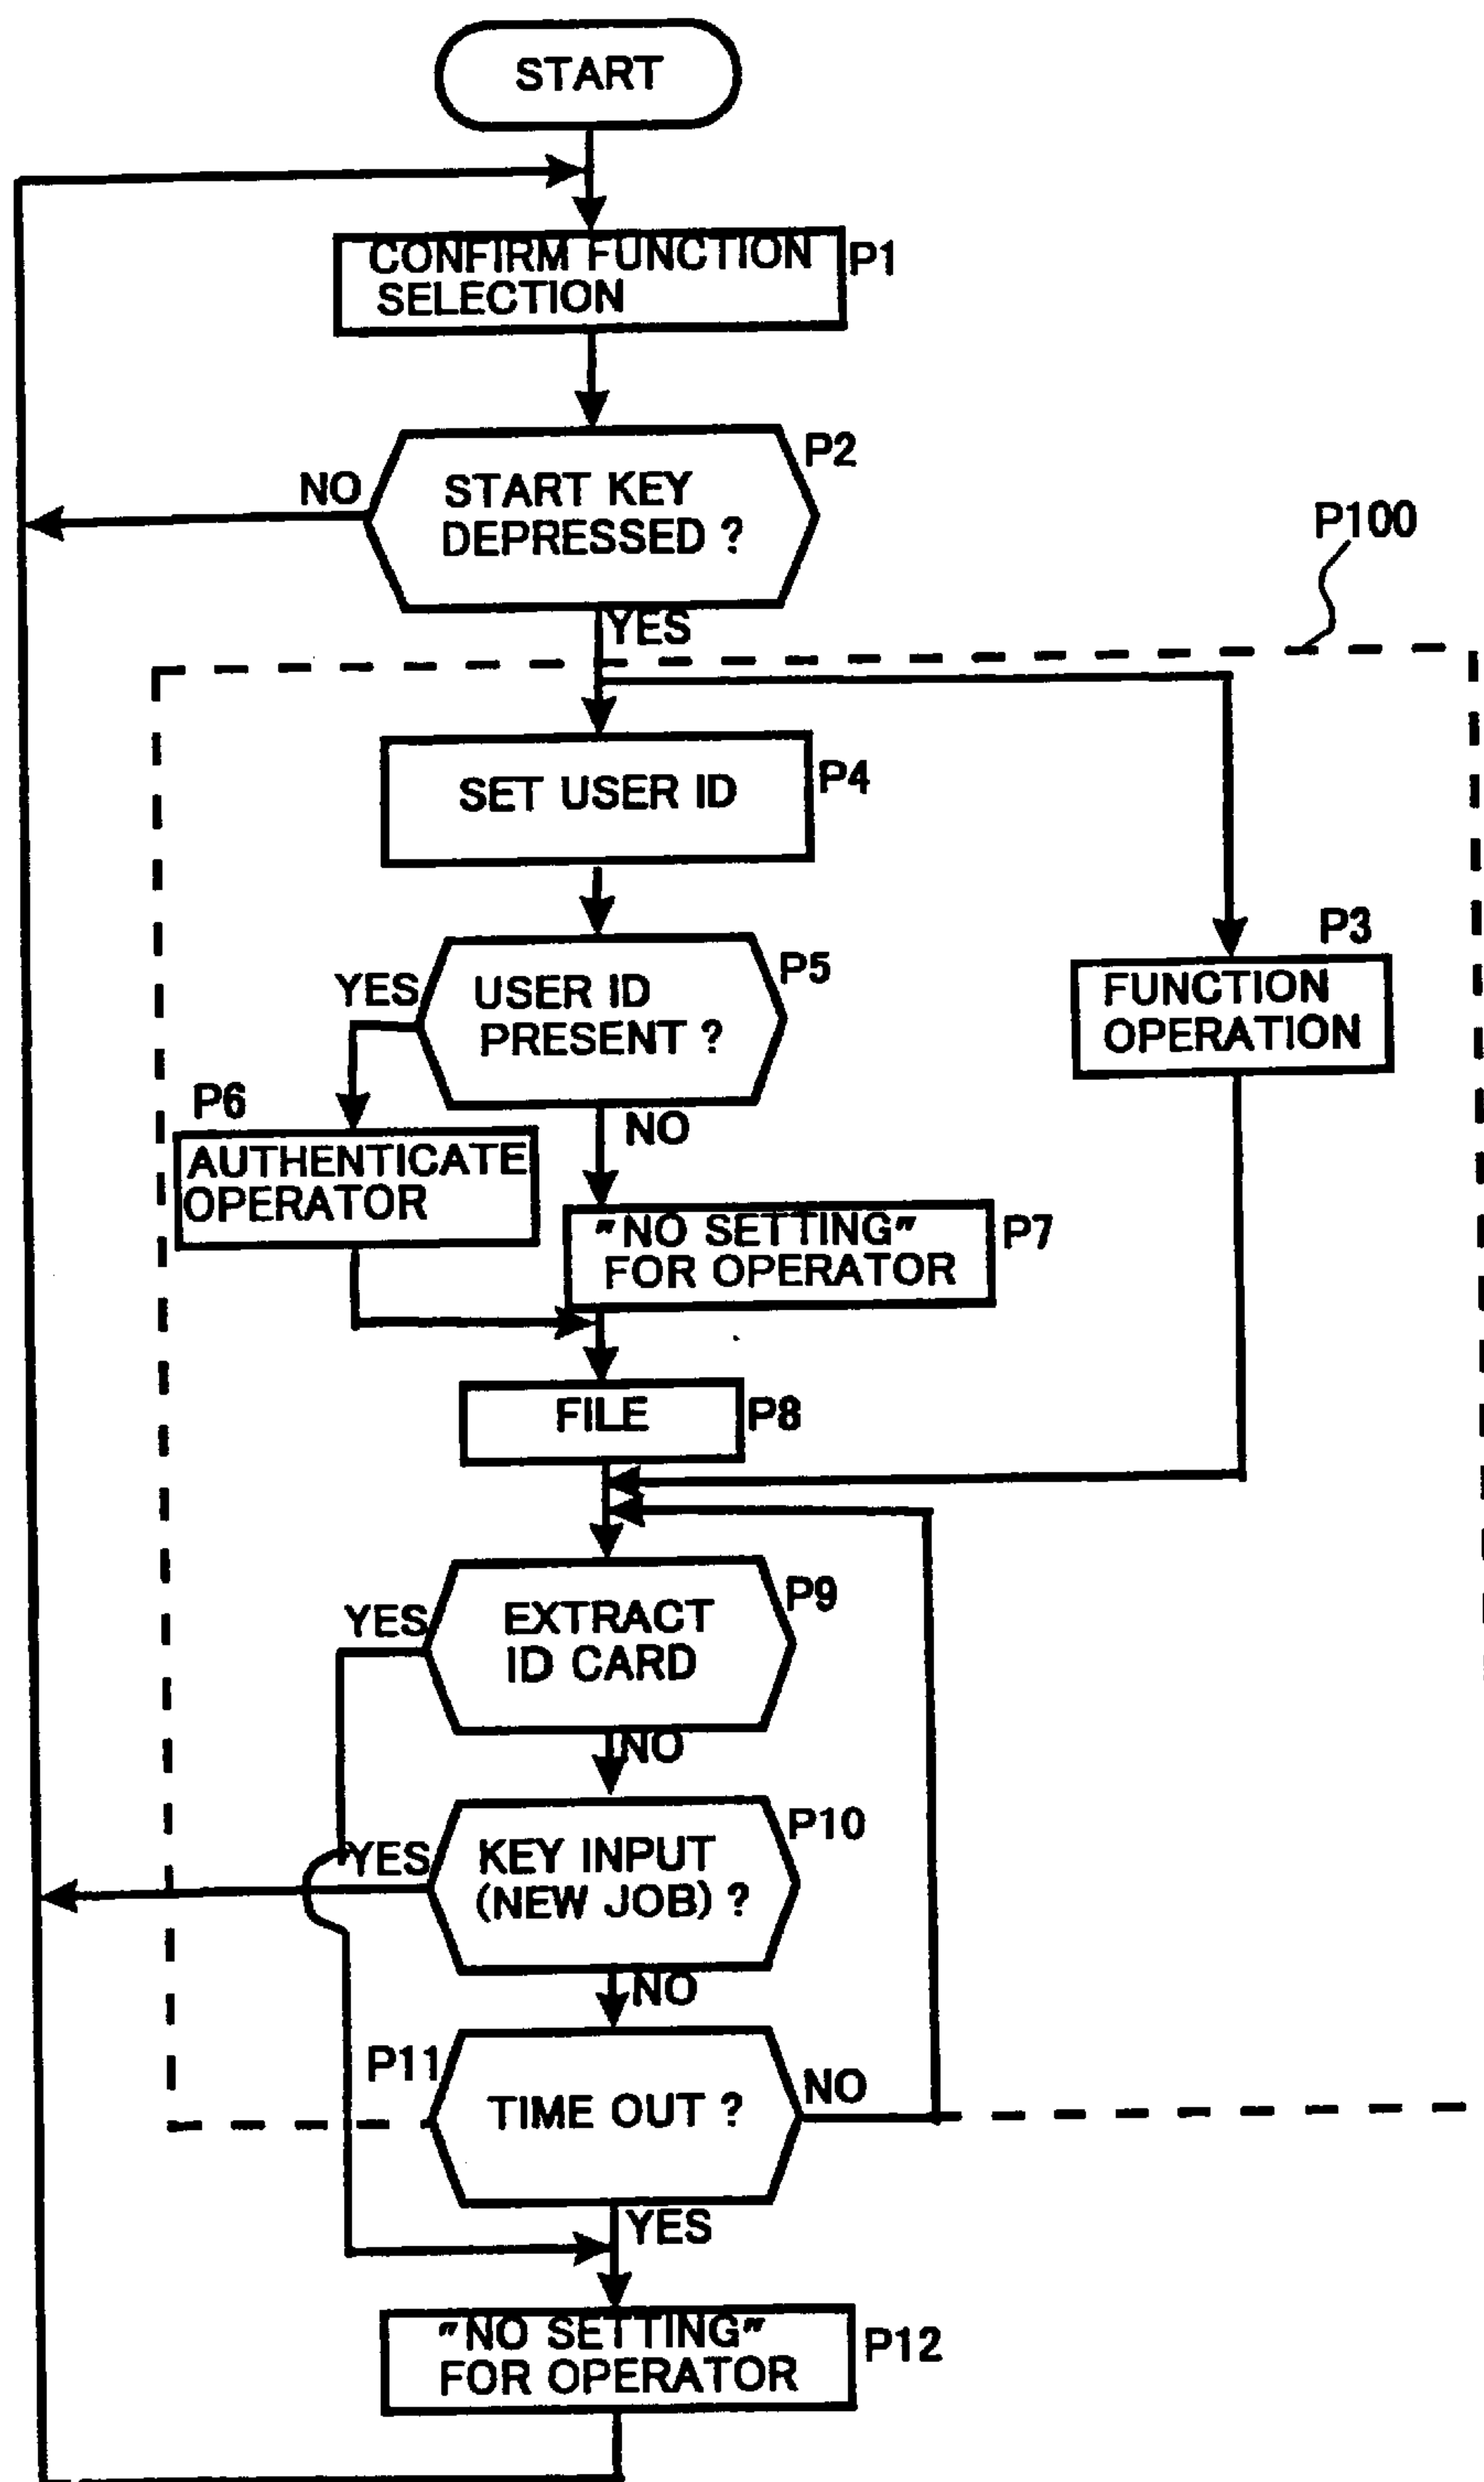 START
CONFIRM FUNCTION
SELECTION
P1
P2
NO
START KEY
DEPRESSED ?
P100
YES
SET USER ID
P4
P3
YES
USER ID
PRESENT ?
P5
FUNCTION
OPERATION
P6
NO
AUTHENTICATE
OPERATOR
"NO SETTING"
FOR OPERATOR
P7
FILE
P8
YES
EXTRACT
ID CARD
P9
NO
YES
KEY INPUT
(NEW JOB) ?
P10
NO
P11
TIME OUT ?
NO
YES
"NO SETTING"
FOR OPERATOR
P12